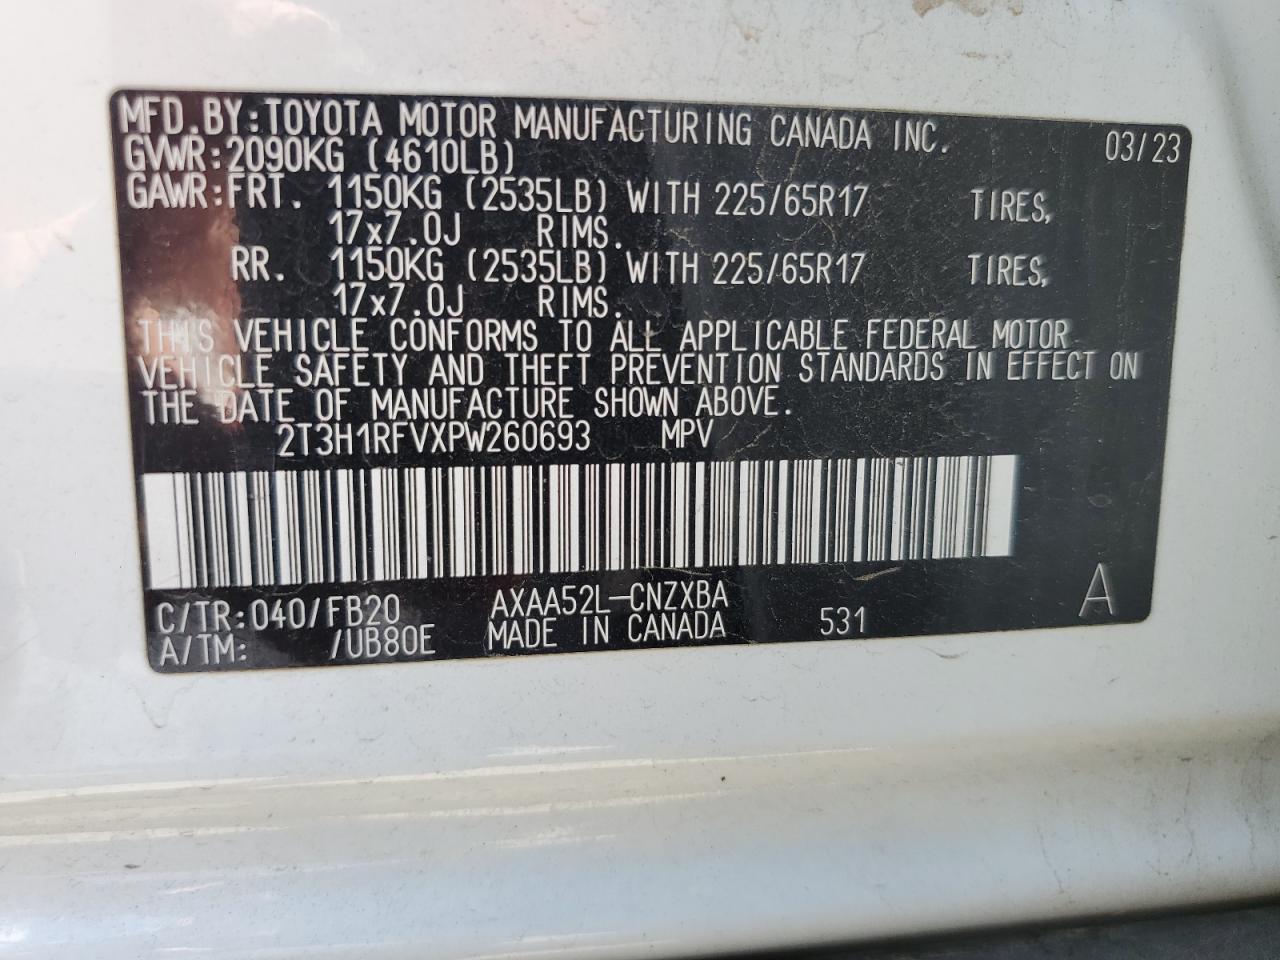 MFD.BY:TOYOTA MOTOR MANUFACTURING CANADA INC. 03/23
GVWR:2090KG (4610LB)
GAWR:FRT. 1150KG (2535LB) WITH 225/65R17 TIRES,
17x7.0J RIMS.
RR. 1150KG (2535LB) WITH 225/65R17 TIRES,
17x7.0J RIMS.
THIS VEHICLE CONFORMS TO ALL APPLICABLE FEDERAL MOTOR
VEHICLE SAFETY AND THEFT PREVENTION STANDARDS IN EFFECT ON
THE DATE OF MANUFACTURE SHOWN ABOVE.
2T3H1RFVXPW260693 MPV
C/TR:040/FB20 AXAA52L-CNZXBA 531 A
A/TM: /UB80E MADE IN CANADA